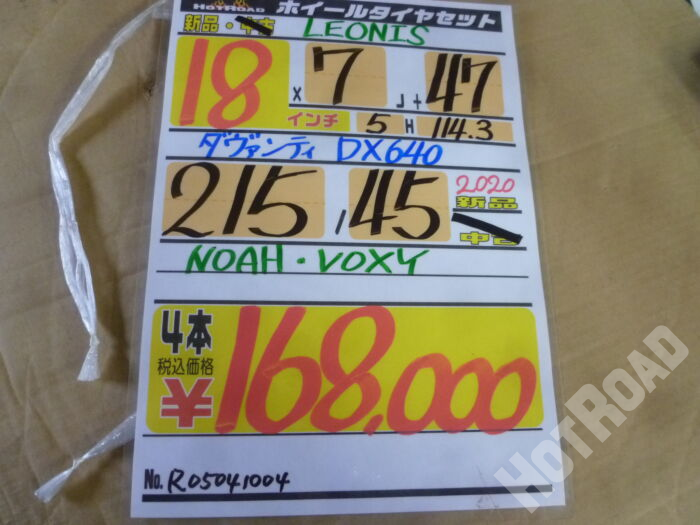 HOTROAD ホイールタイヤセット
新品・中古 LEONIS
18 × 7 J + 47
インチ 5 H 114.3
ダヴァンティ DX640
215 / 45 2020
新品
中古
NOAH・VOXY
4本
税込価格
¥168,000
No. R05041004
HOTROAD